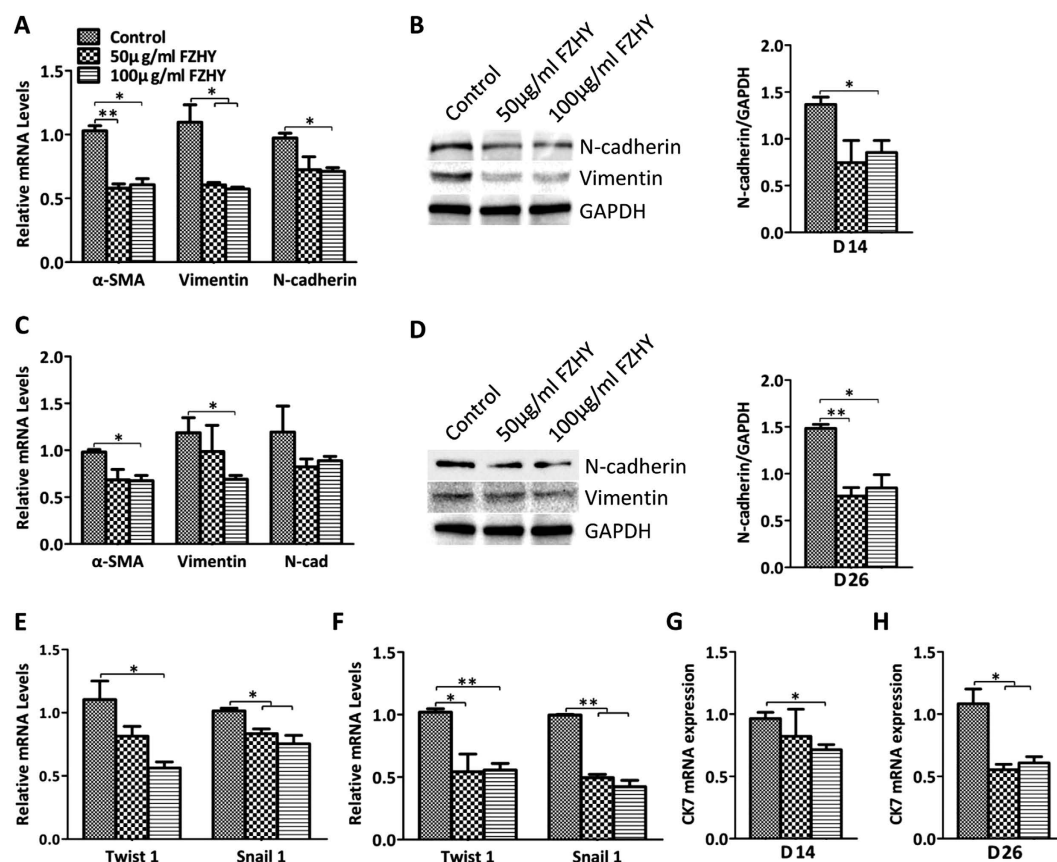 A
Control
50μg/ml FZHY
100μg/ml FZHY
Relative mRNA Levels
1.5
1.0
0.5
0.0
*
**
*
*
α-SMA
Vimentin
N-cadherin
B
Control
50μg/ml FZHY
100μg/ml FZHY
N-cadherin
Vimentin
GAPDH
N-cadherin/GAPDH
2.0
1.5
1.0
0.5
0.0
*
D14
C
Relative mRNA Levels
2.0
1.5
1.0
0.5
0.0
*
*
α-SMA
Vimentin
N-cad
D
Control
50μg/ml FZHY
100μg/ml FZHY
N-cadherin
Vimentin
GAPDH
N-cadherin/GAPDH
2.0
1.5
1.0
0.5
0.0
*
**
D26
E
Relative mRNA Levels
1.5
1.0
0.5
0.0
*
*
Twist 1
Snail 1
F
Relative mRNA Levels
1.5
1.0
0.5
0.0
**
*
**
Twist 1
Snail 1
G
CK7 mRNA expression
1.5
1.0
0.5
0.0
*
D14
H
CK7 mRNA expression
1.5
1.0
0.5
0.0
*
D26